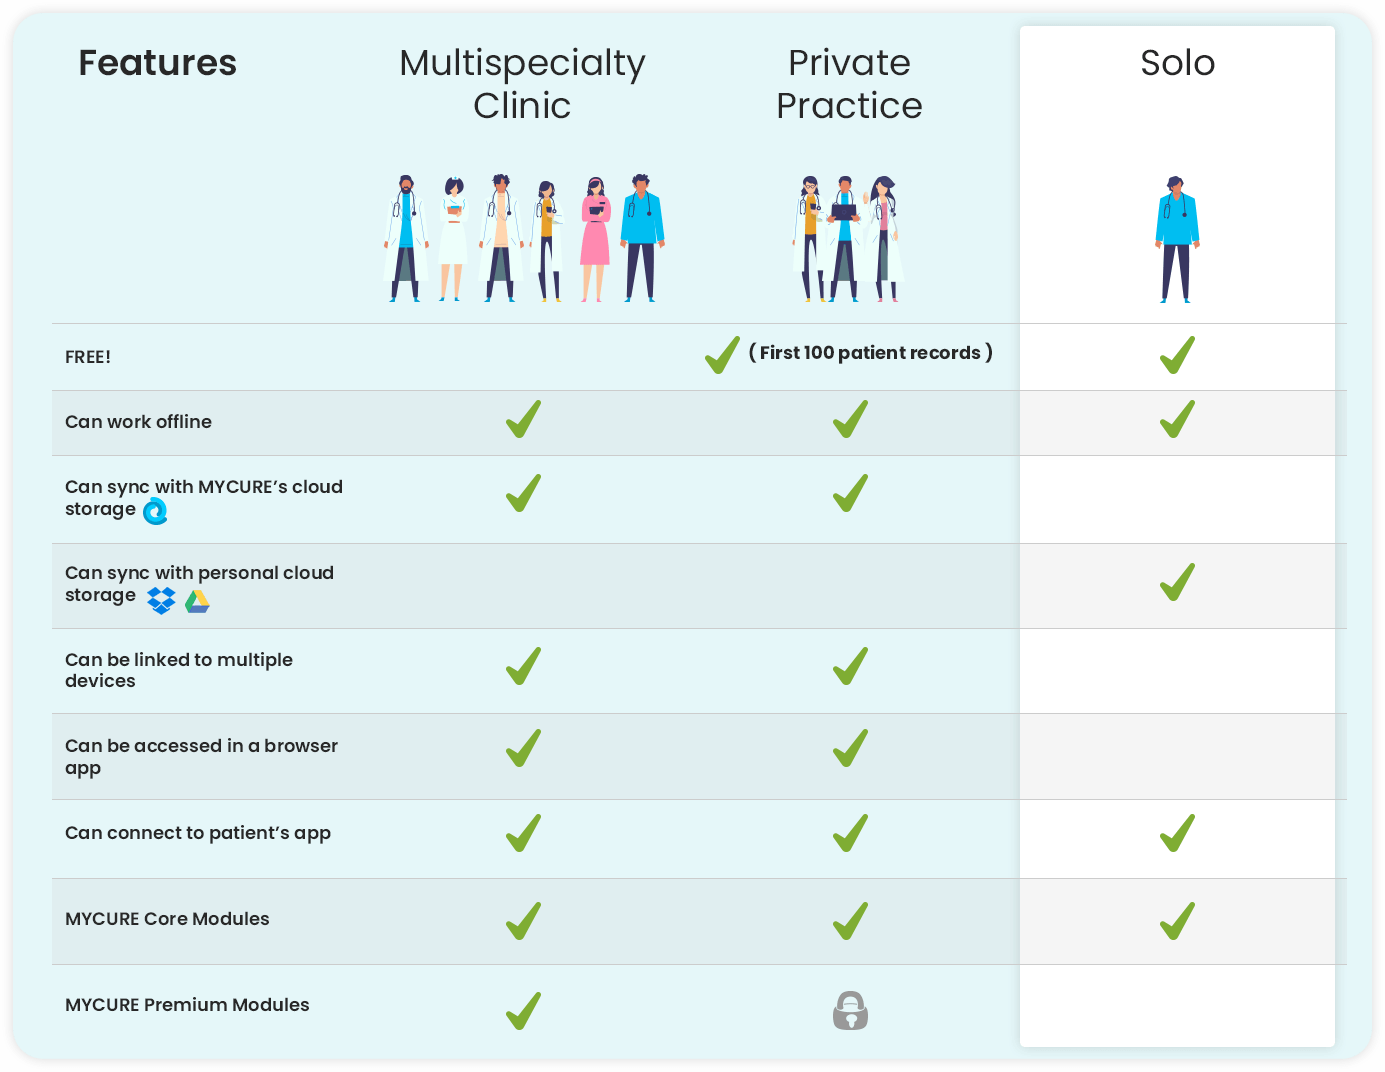 Features
Multispecialty
Clinic
Private
Practice
Solo
FREE!
( First 100 patient records )
Can work offline
Can sync with MYCURE’s cloud
storage
Can sync with personal cloud
storage
Can be linked to multiple
devices
Can be accessed in a browser
app
Can connect to patient’s app
MYCURE Core Modules
MYCURE Premium Modules